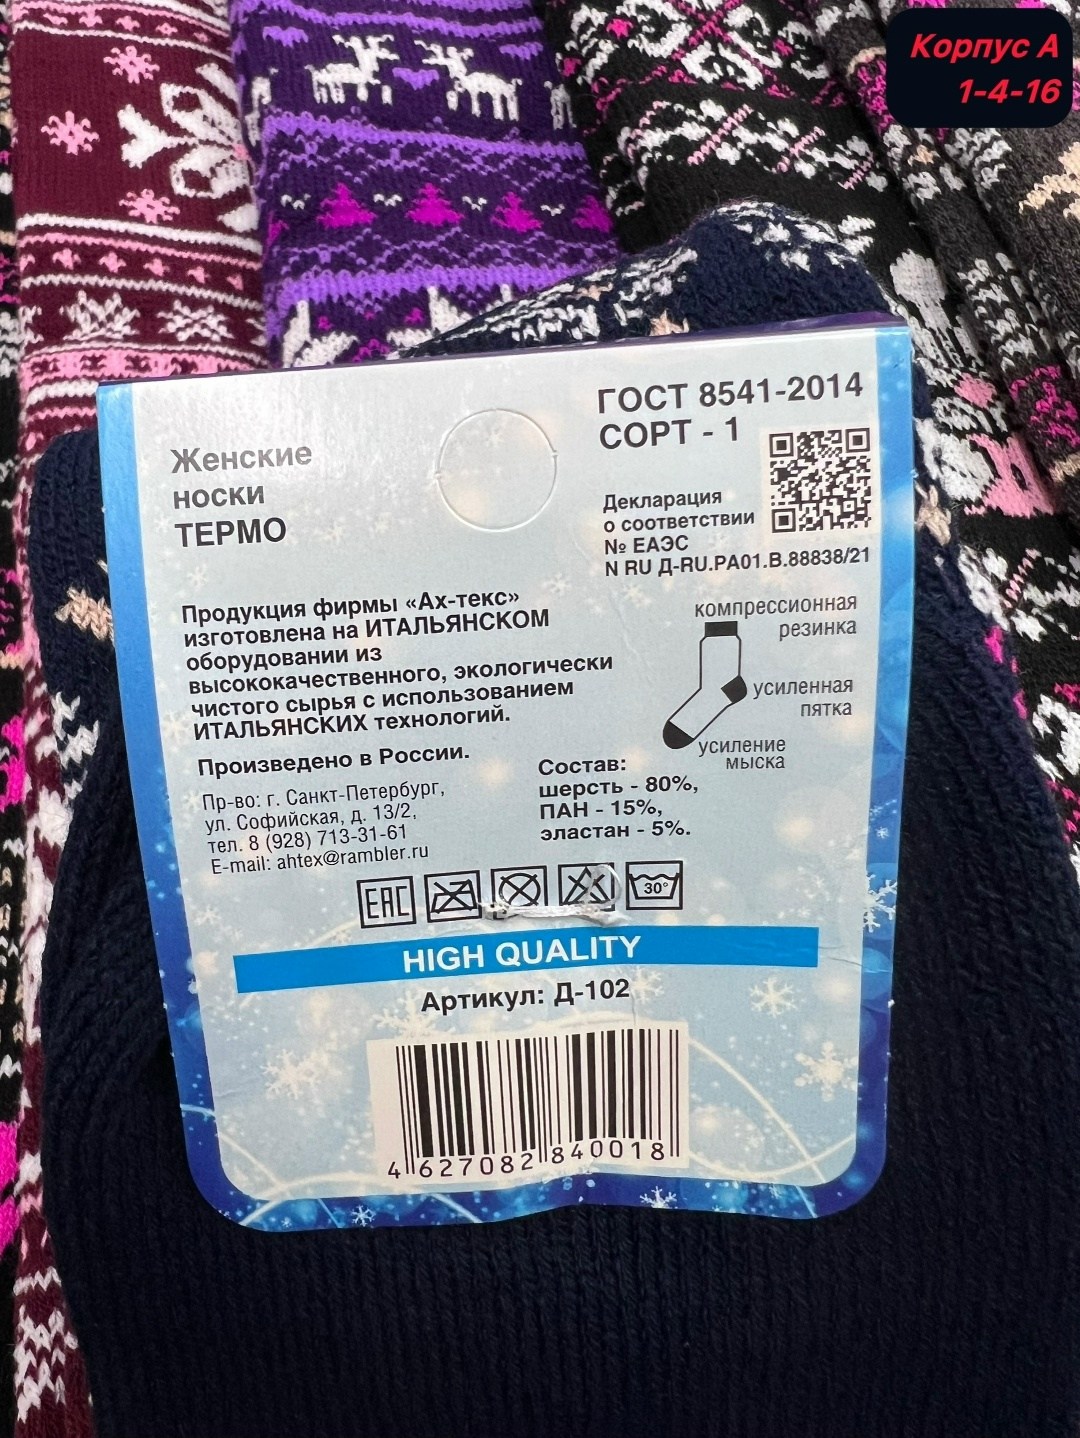 Корпус А
1-4-16
ГОСТ 8541-2014
СОРТ - 1
Женские
носки
ТЕРМО
Декларация
о соответствии
№ ЕАЭС
N RU Д-RU.РА01.В.88838/21
Продукция фирмы «Ах-текс»
изготовлена на ИТАЛЬЯНСКОМ
оборудовании из
высококачественного, экологически
чистого сырья с использованием
ИТАЛЬЯНСКИХ технологий.
компрессионная
резинка
усиленная
пятка
усиление
мыска
Произведено в России.
Пр-во: г. Санкт-Петербург,
ул. Софийская, д. 13/2,
тел. 8 (928) 713-31-61
E-mail: ahtex@rambler.ru
Состав:
шерсть - 80%,
ПАН - 15%,
эластан - 5%.
EAC
30°
HIGH QUALITY
Артикул: Д-102
4 627082 840018